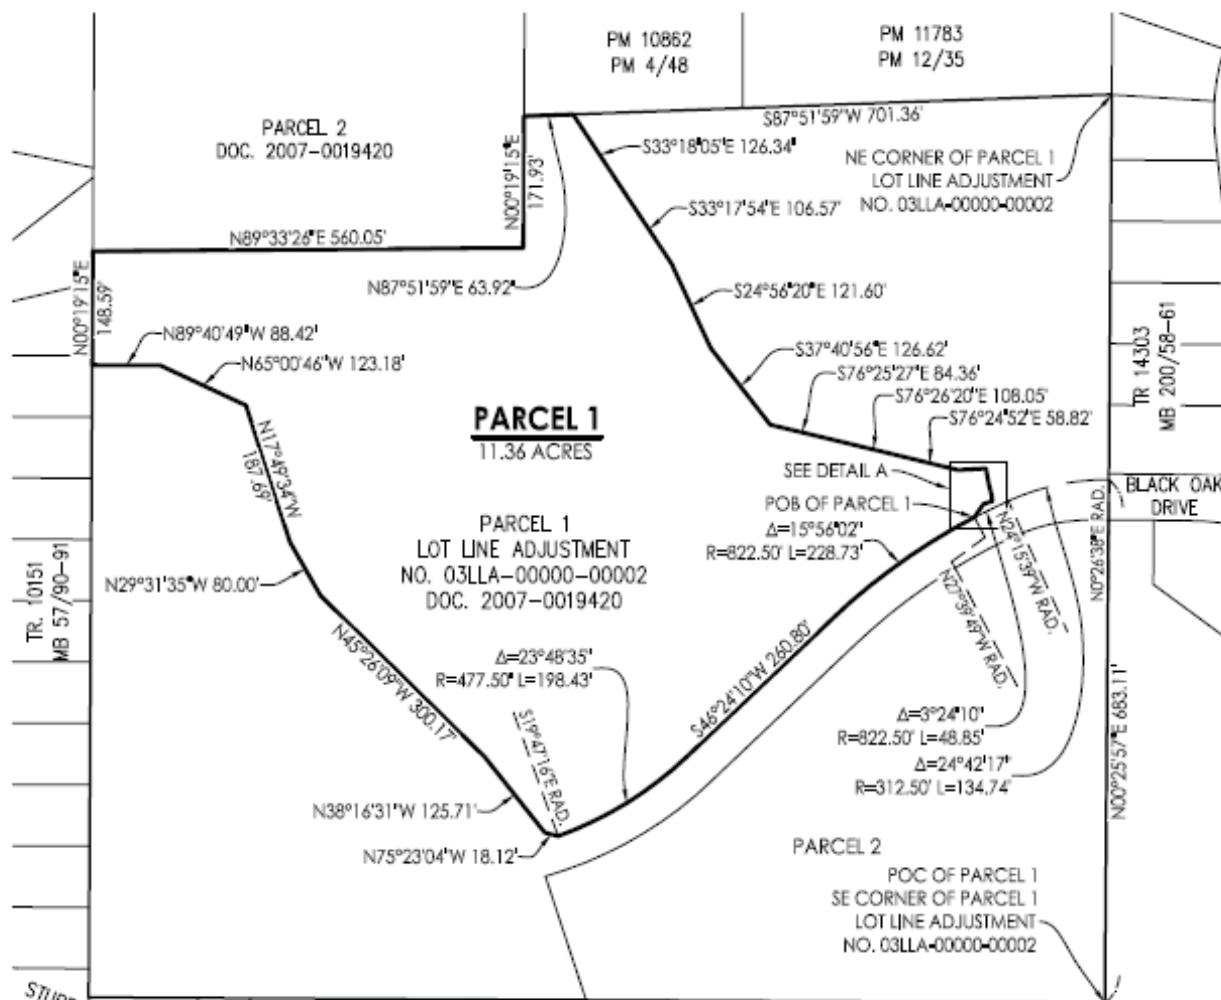 PM 10862
PM 4/48
PM 11783
PM 12/35
S87°51'59"W 701.36'
PARCEL 2
DOC. 2007-0019420
N00°19'15"E
171.93'
S33°18'05"E 126.34'
NE CORNER OF PARCEL 1
LOT LINE ADJUSTMENT
NO. 03LLA-00000-00002
S33°17'54"E 106.57'
N89°33'26"E 560.05'
N87°51'59"E 63.92'
S24°56'20"E 121.60'
N00°19'15"E
148.59'
N89°40'49"W 88.42'
N65°00'46"W 123.18'
S37°40'56"E 126.62'
S76°25'27"E 84.36'
S76°26'20"E 108.05'
S76°24'52"E 58.82'
TR 14303
MB 200/58-61
PARCEL 1
11.36 ACRES
N17°49'34"W
187.69'
SEE DETAIL A
POB OF PARCEL 1
BLACK OAK
DRIVE
Δ=15°56'02"
R=822.50' L=228.73'
PARCEL 1
LOT LINE ADJUSTMENT
NO. 03LLA-00000-00002
DOC. 2007-0019420
N24°15'39"W RAD.
N0°26'38"E RAD.
N27°39'49"W RAD.
TR. 10151
MB 57/90-91
N29°31'35"W 80.00'
N45°26'09"W 300.17'
Δ=23°48'35"
R=477.50' L=198.43'
S46°24'10"W 260.80'
S19°47'16"E RAD.
Δ=3°24'10"
R=822.50' L=48.85'
Δ=24°42'17"
R=312.50' L=134.74'
N00°25'57"E 683.11'
N38°16'31"W 125.71'
N75°23'04"W 18.12'
PARCEL 2
POC OF PARCEL 1
SE CORNER OF PARCEL 1
LOT LINE ADJUSTMENT
NO. 03LLA-00000-00002